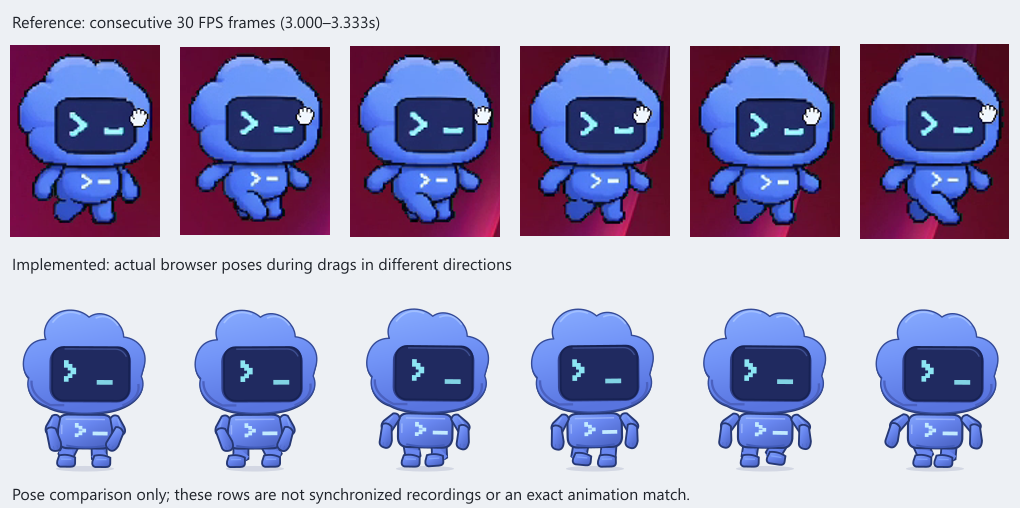 Reference: consecutive 30 FPS frames (3.000–3.333s)
Implemented: actual browser poses during drags in different directions
Pose comparison only; these rows are not synchronized recordings or an exact animation match.